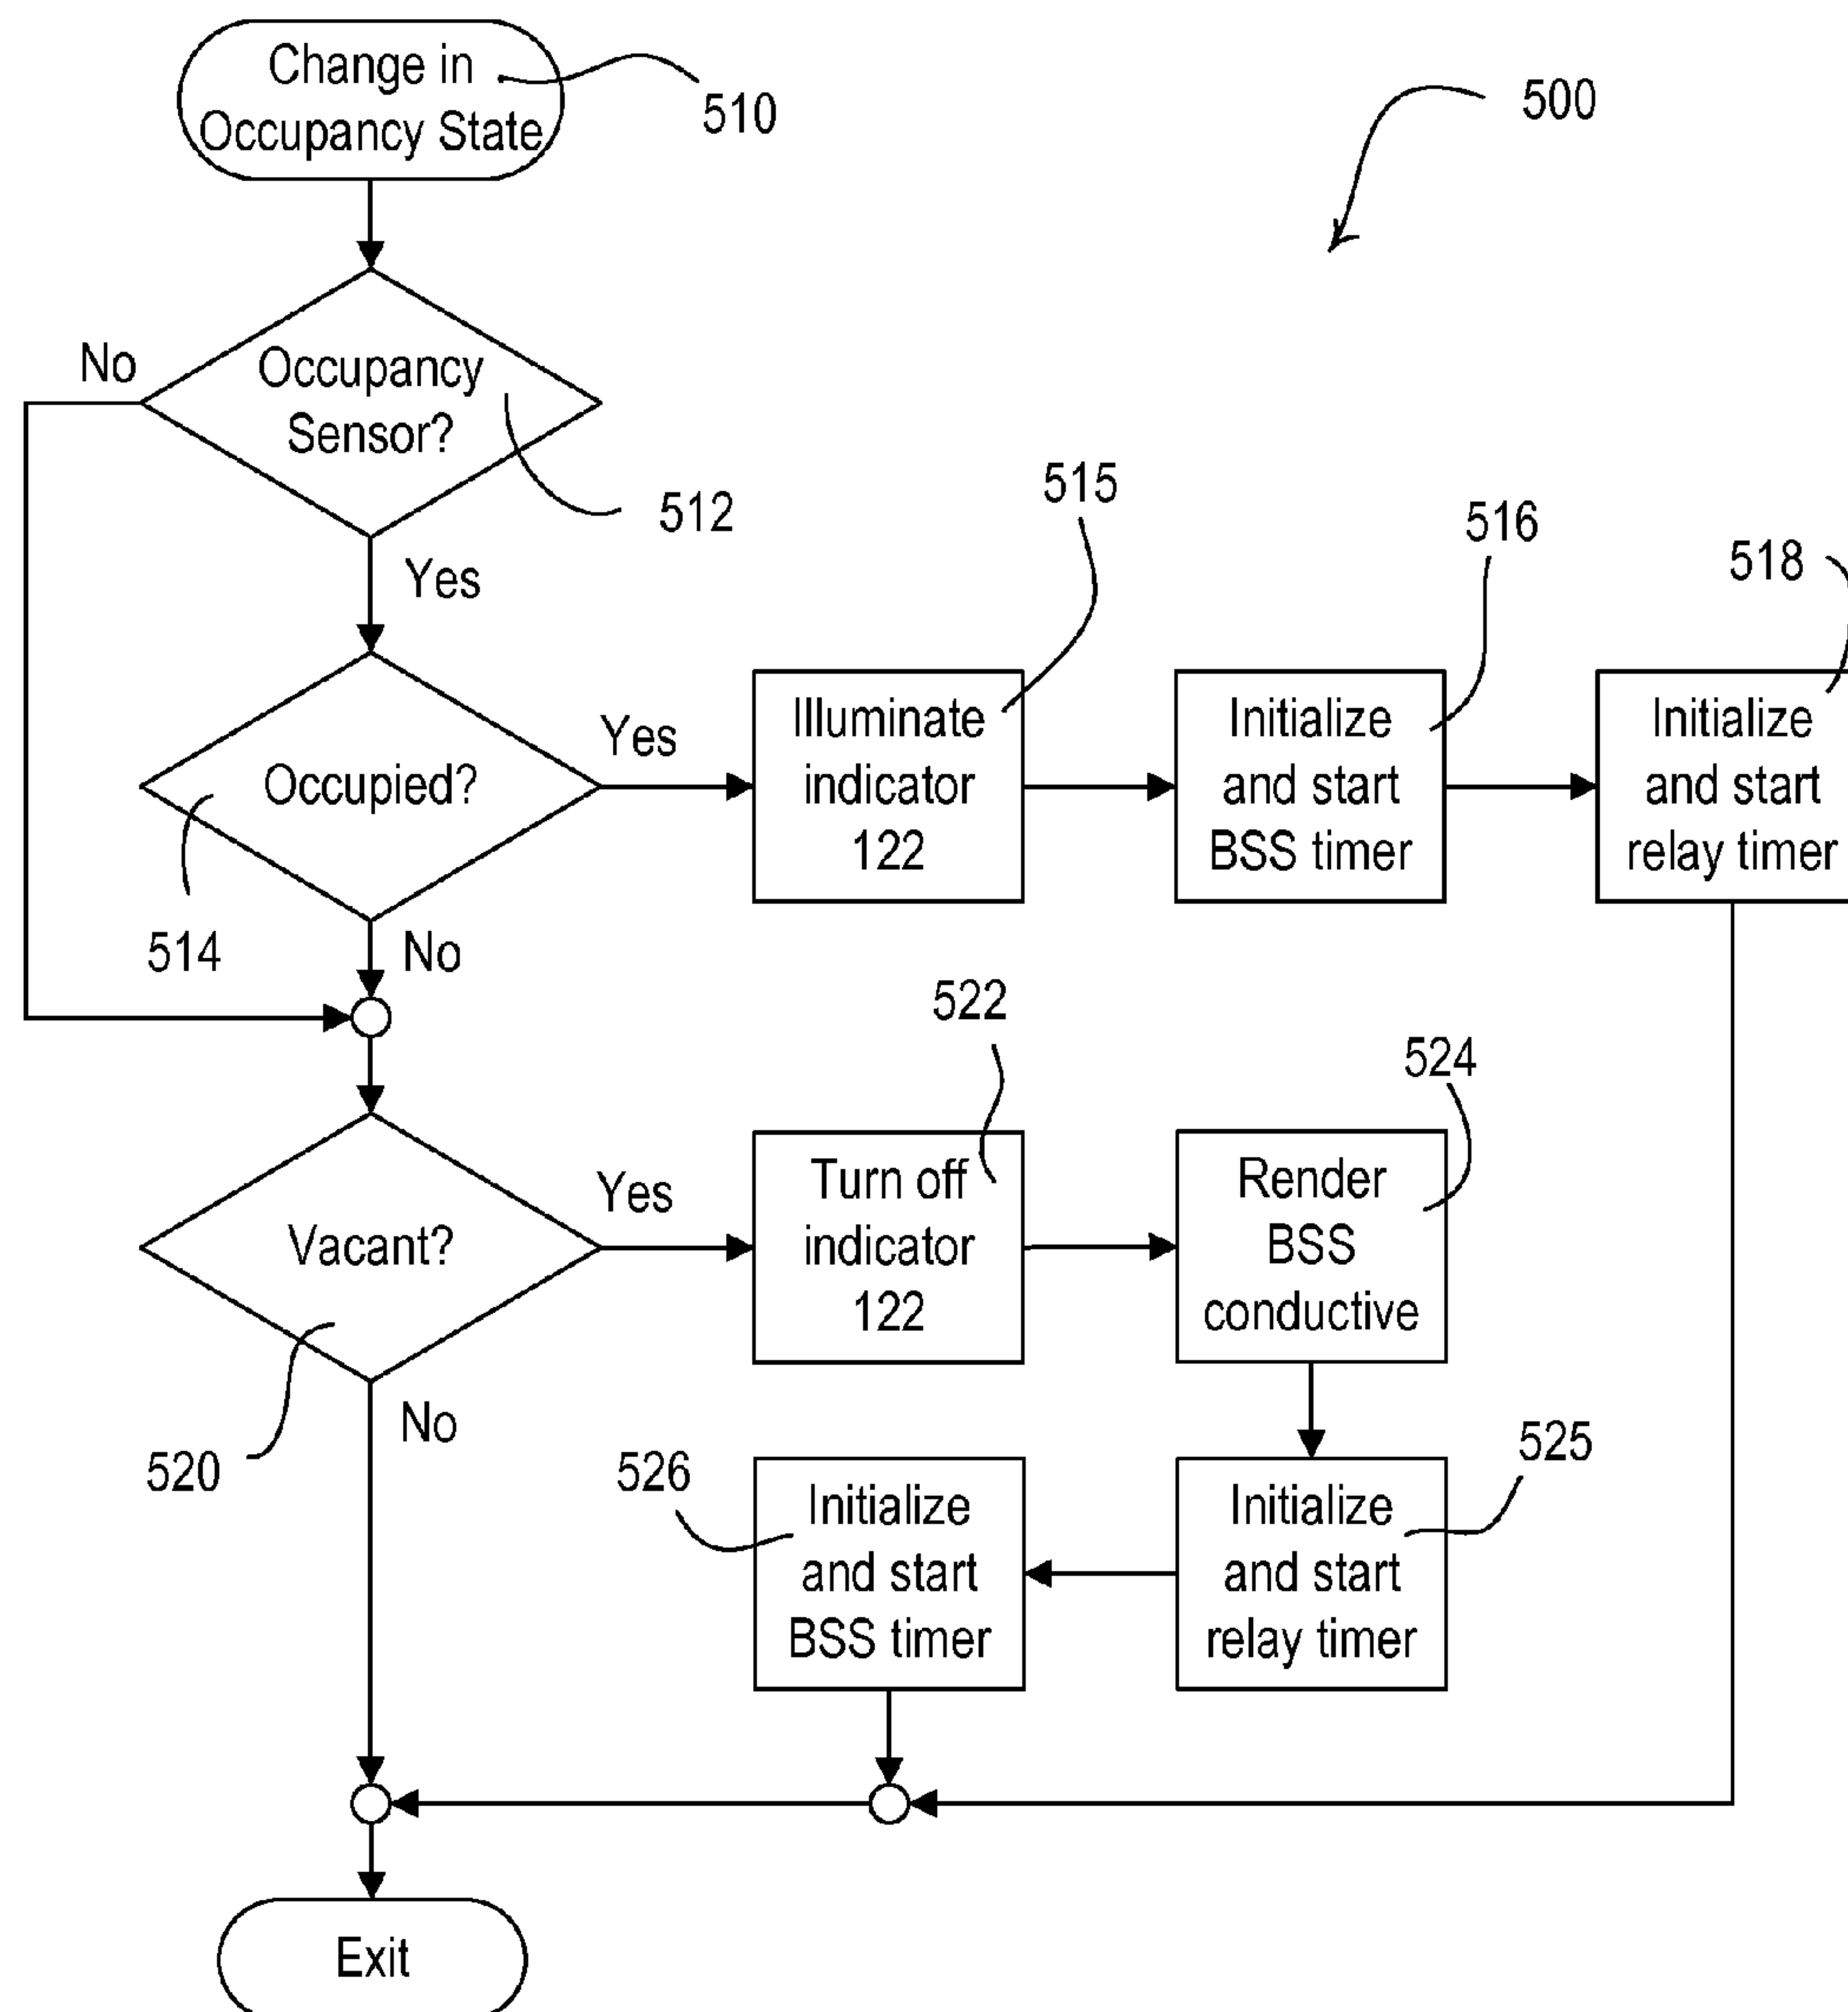 Change in
Occupancy State
510
500
No
Occupancy
Sensor?
512
Yes
515
516
518
Occupied?
514
Yes
Illuminate
indicator
122
Initialize
and start
BSS timer
Initialize
and start
relay timer
No
522
524
Vacant?
520
Yes
Turn off
indicator
122
Render
BSS
conductive
No
526
525
Initialize
and start
BSS timer
Initialize
and start
relay timer
Exit